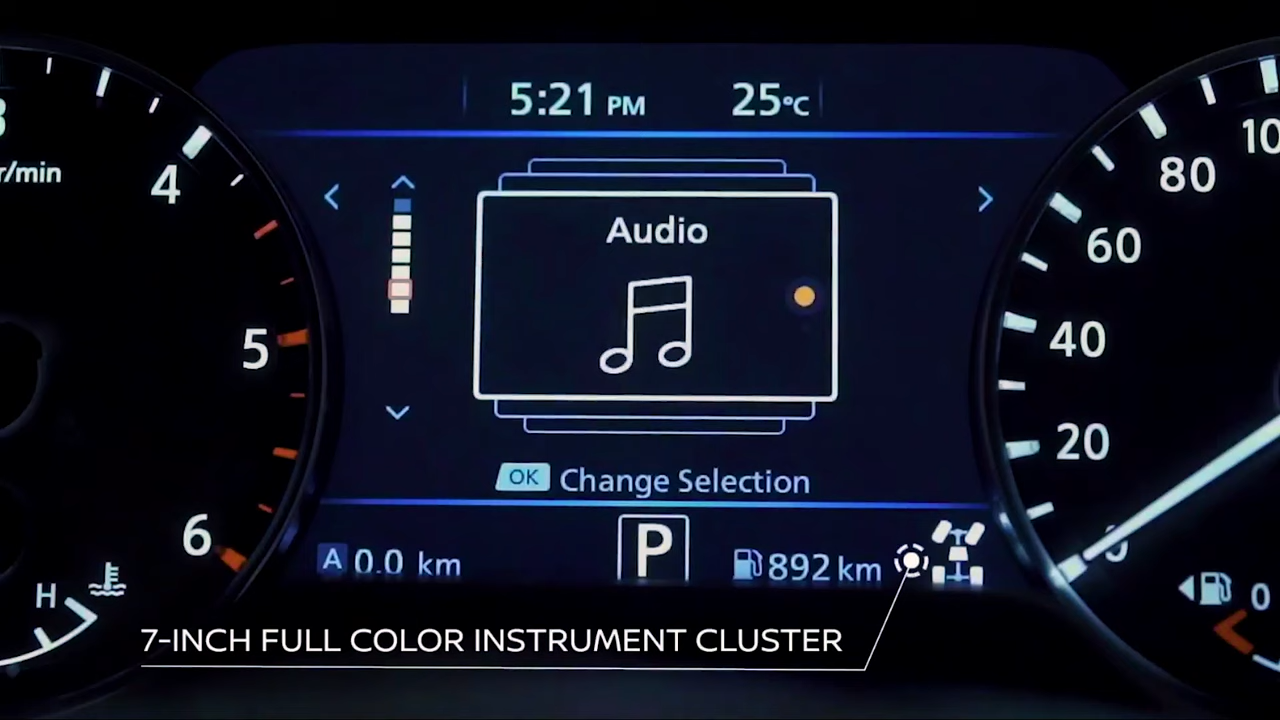 5:21 PM 25°C
r/min
4
5
6
H
Audio
OK Change Selection
A 0.0 km
P
892 km
80
60
40
20
0
0
7-INCH FULL COLOR INSTRUMENT CLUSTER